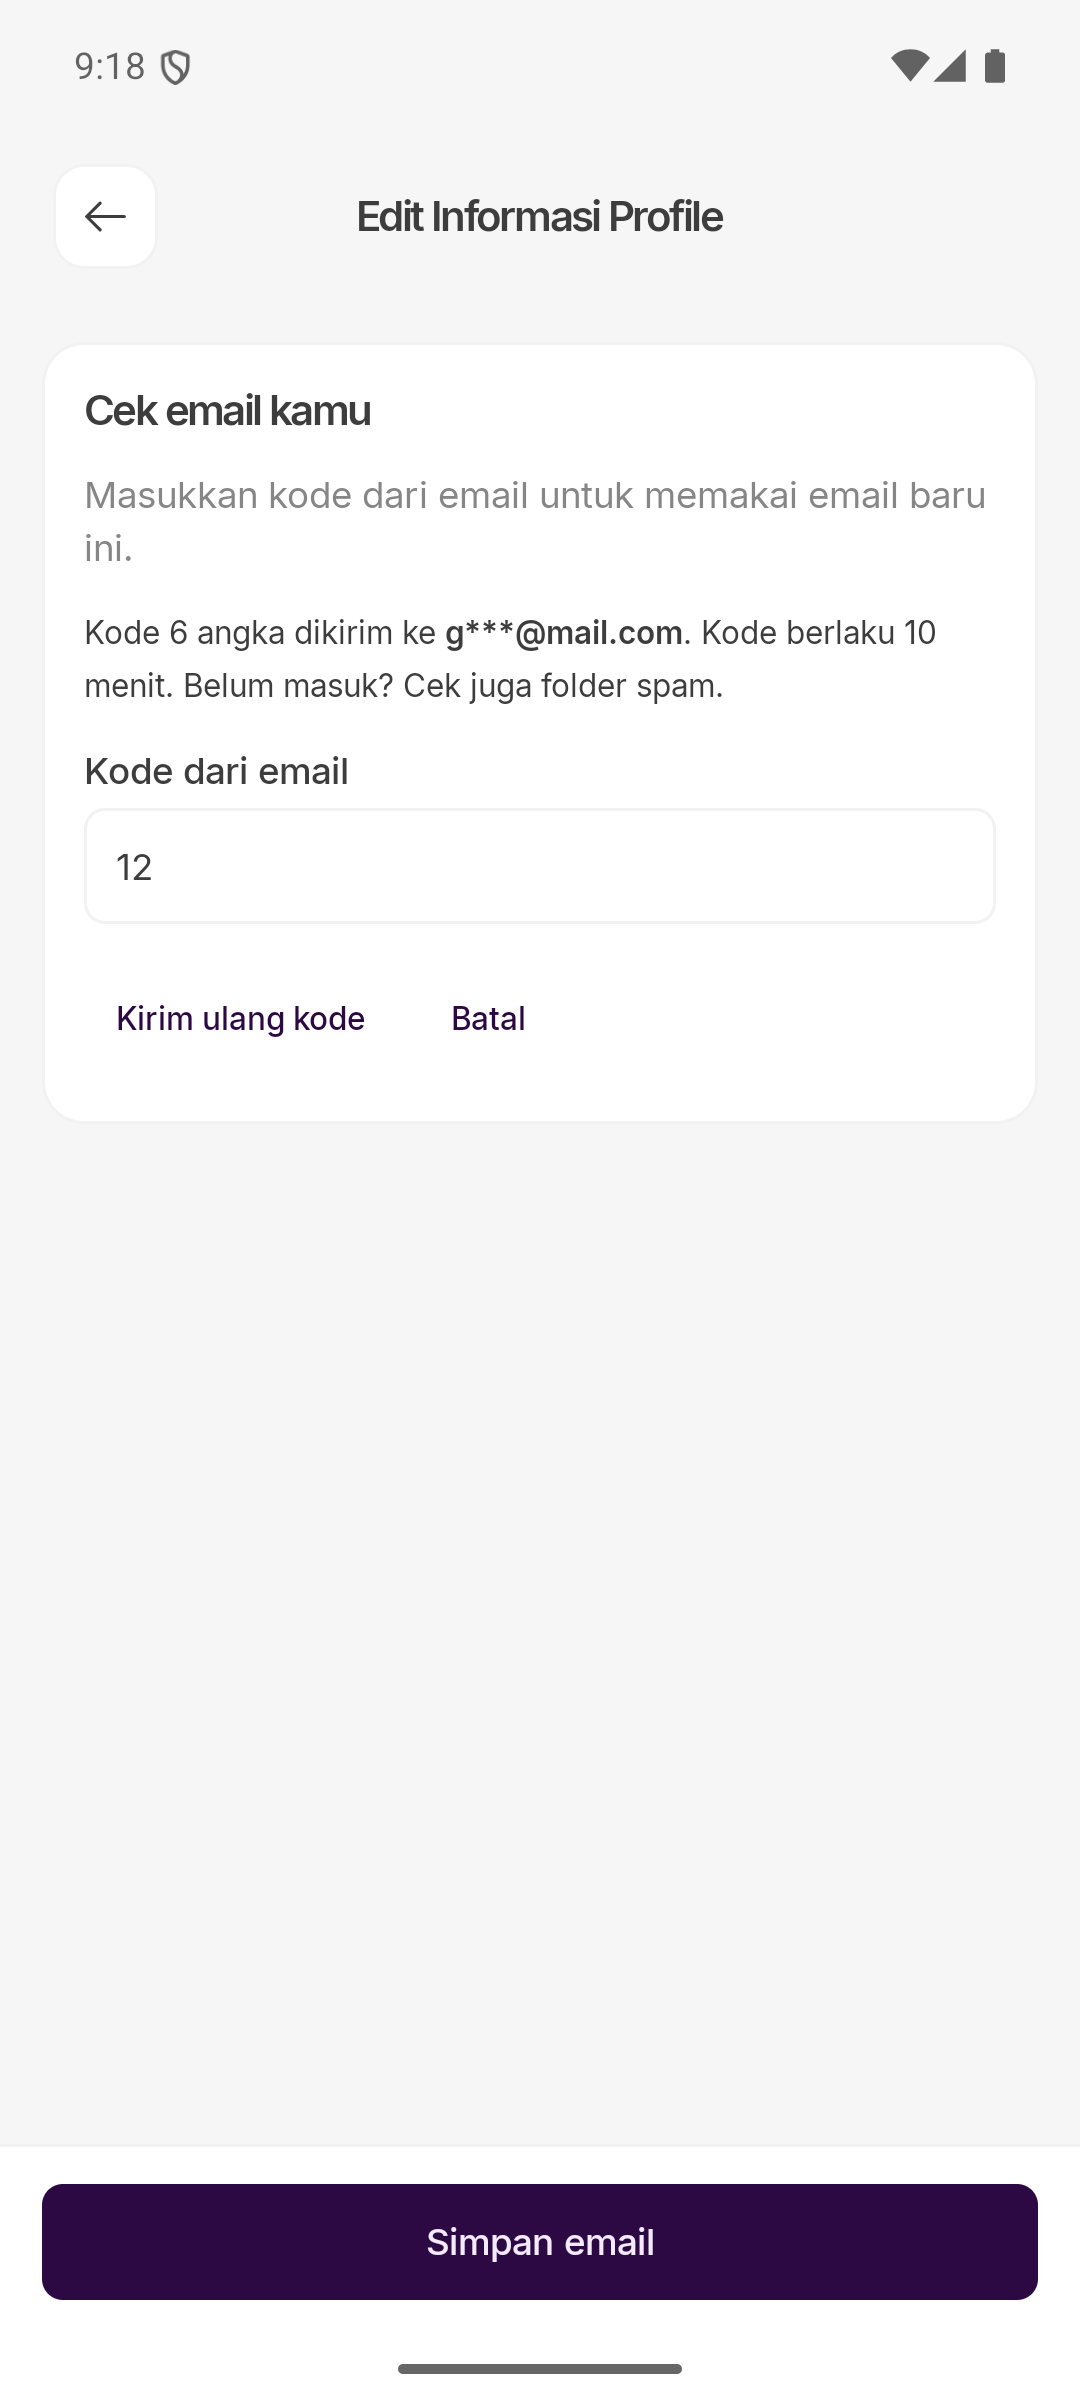 9:18
Edit Informasi Profile
Cek email kamu
Masukkan kode dari email untuk memakai email baru
ini.
Kode 6 angka dikirim ke g***@mail.com. Kode berlaku 10
menit. Belum masuk? Cek juga folder spam.
Kode dari email
12
Kirim ulang kode
Batal
Simpan email